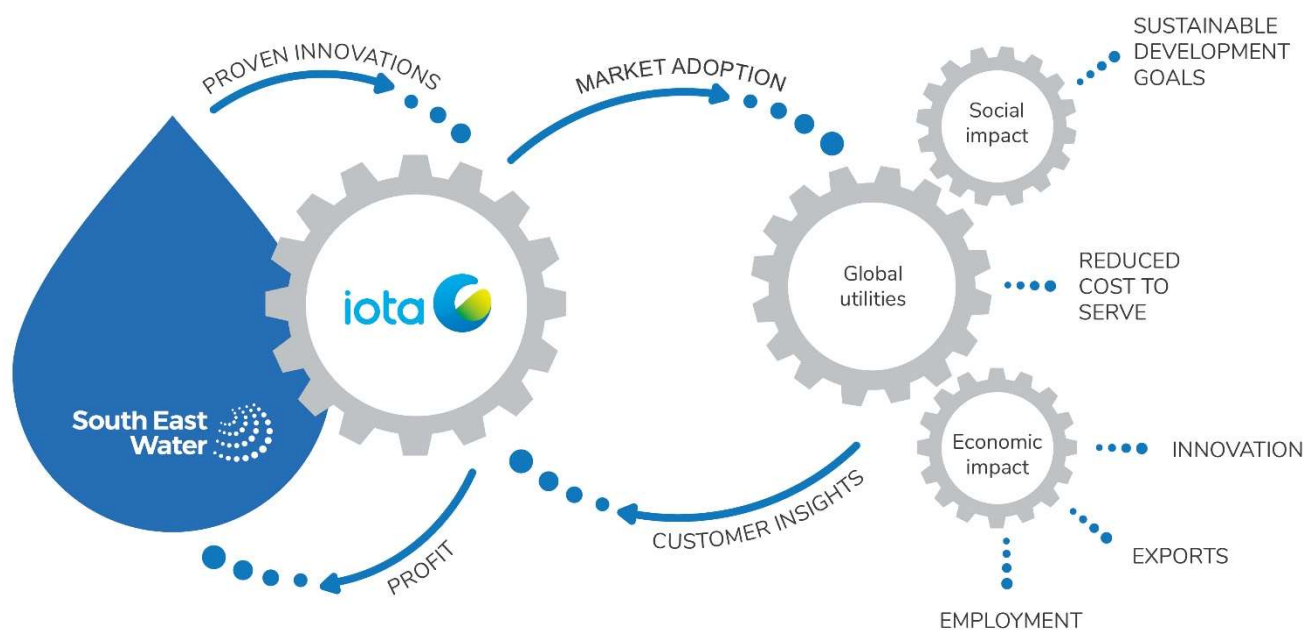 PROVEN INNOVATIONS
MARKET ADOPTION
SUSTAINABLE
DEVELOPMENT
GOALS
Social
impact
iota
Global
utilities
REDUCED
COST TO
SERVE
South East
Water
Economic
impact
INNOVATION
CUSTOMER INSIGHTS
PROFIT
EXPORTS
EMPLOYMENT